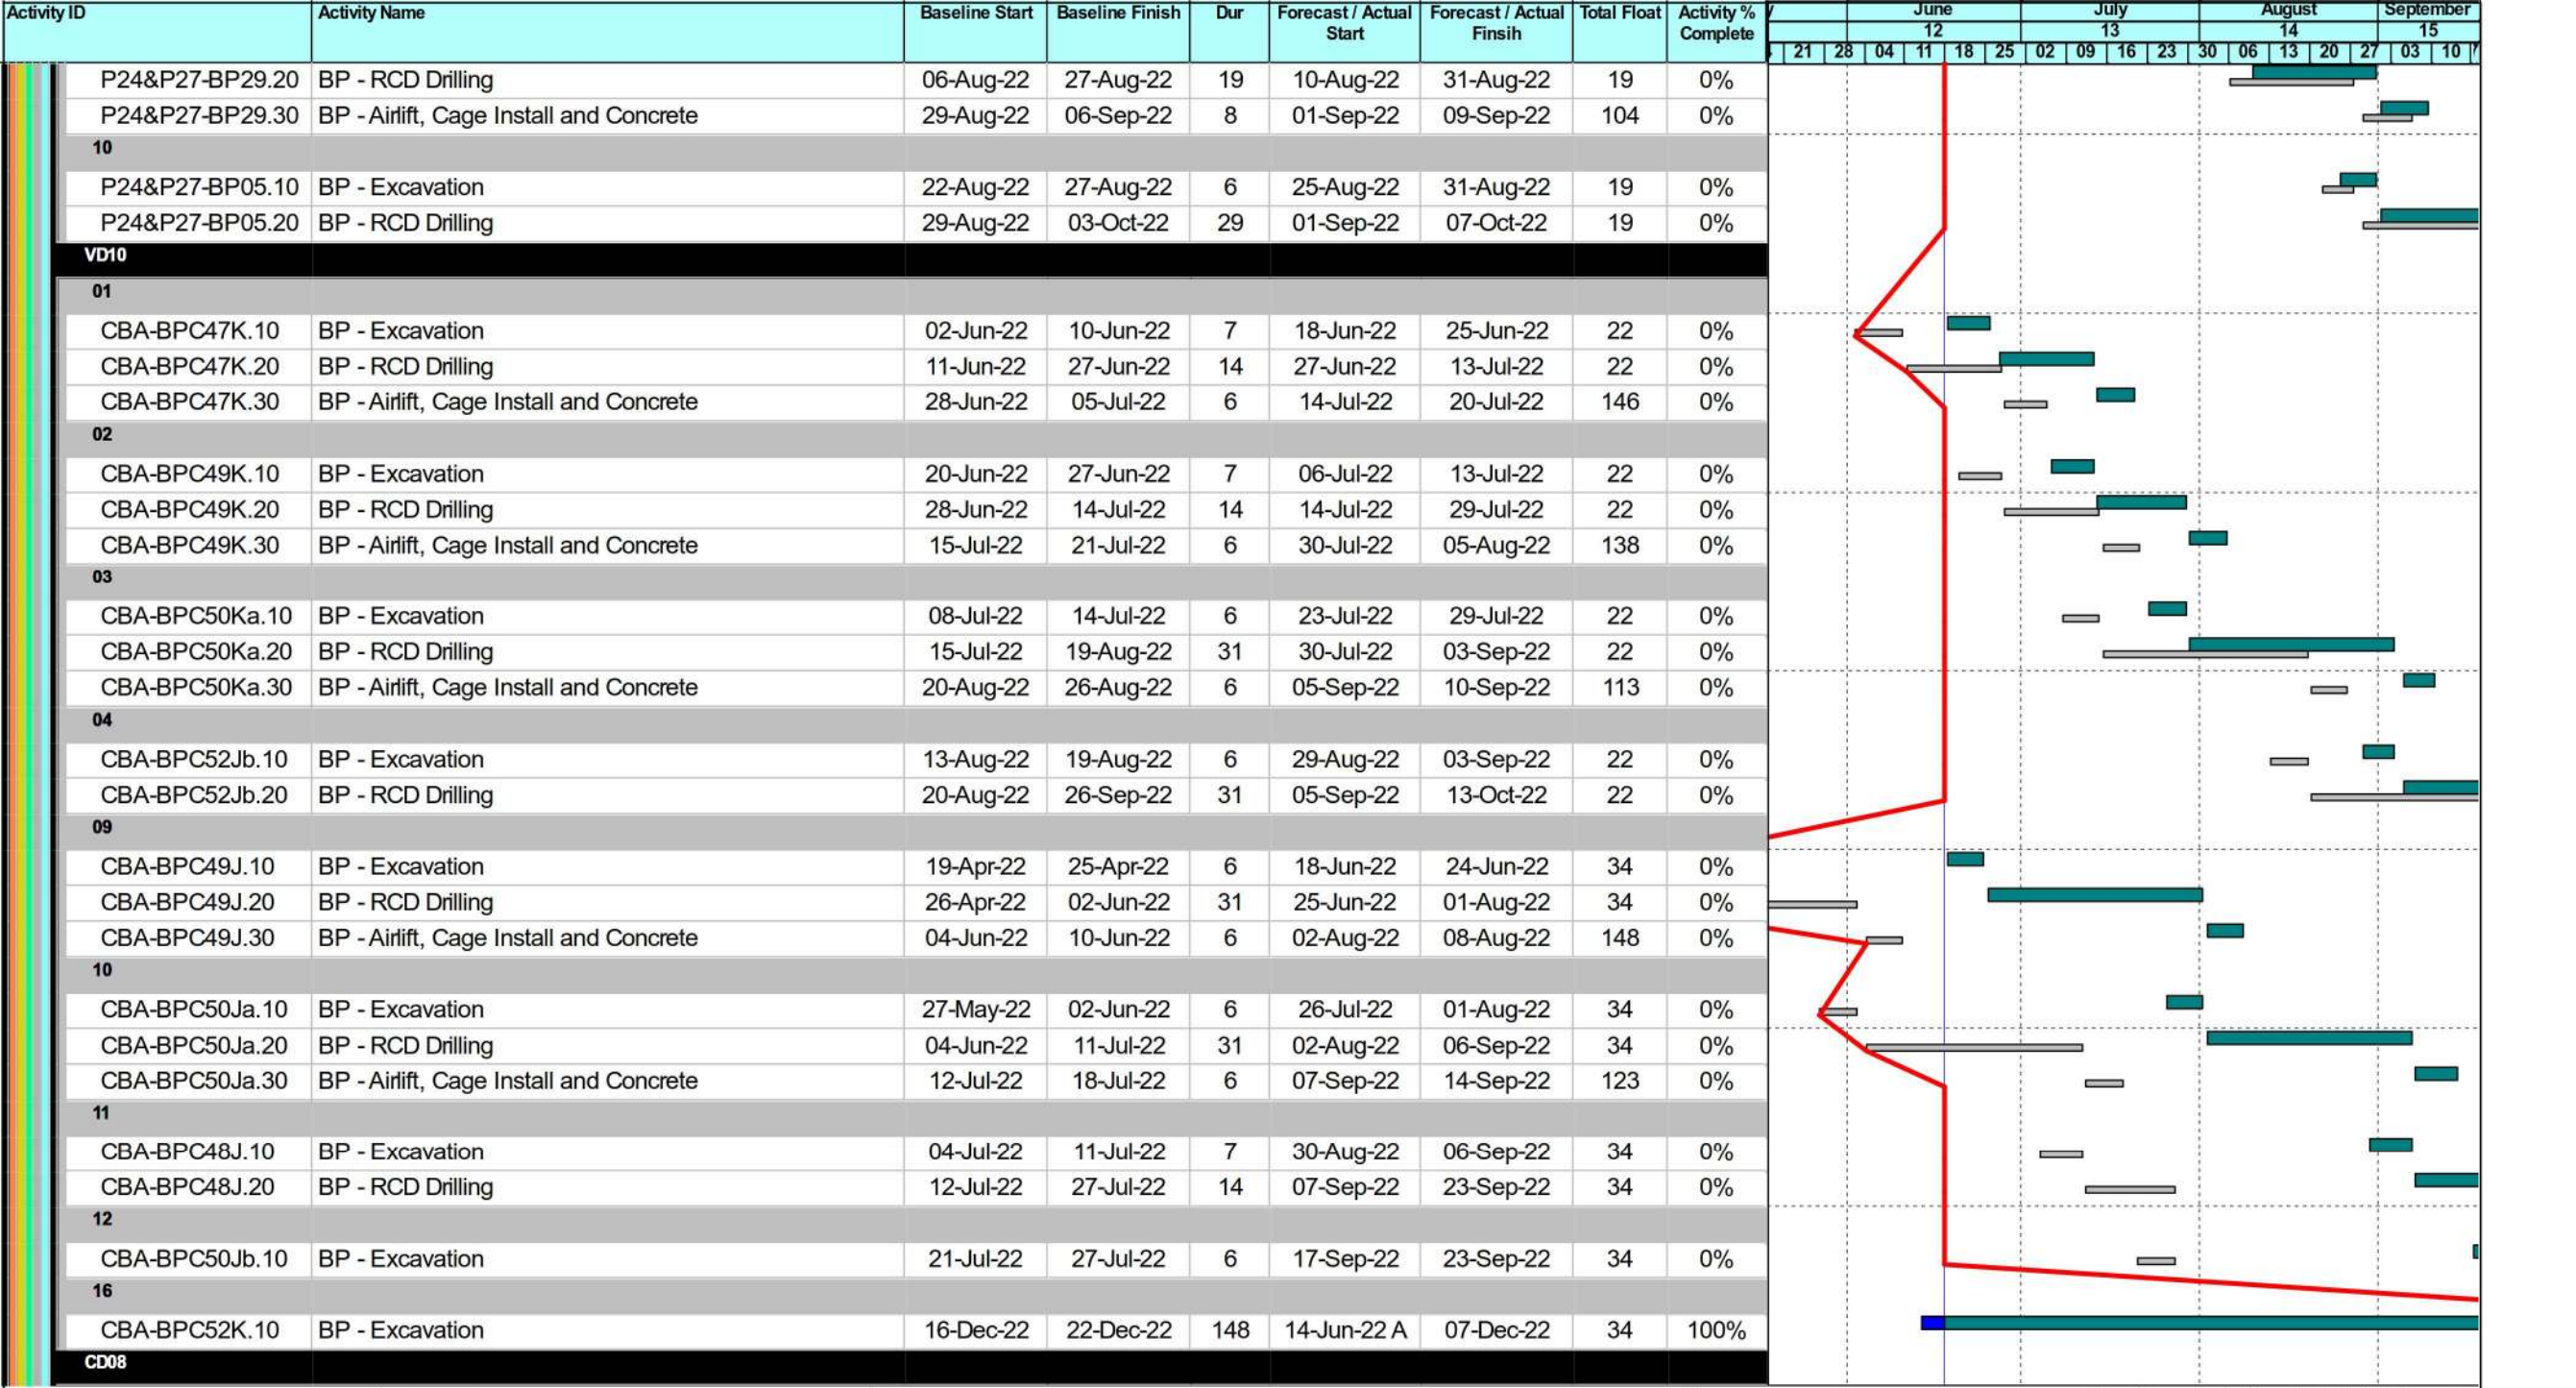 Activity ID Activity Name Baseline Start Baseline Finish Dur Forecast / Actual Start Forecast / Actual Finsih Total Float Activity % Complete June July August September
12 13 14 15
21 28 04 11 18 25 02 09 16 23 30 06 13 20 27 03 10
P24&P27-BP29.20 BP - RCD Drilling 06-Aug-22 27-Aug-22 19 10-Aug-22 31-Aug-22 19 0%
P24&P27-BP29.30 BP - Airlift, Cage Install and Concrete 29-Aug-22 06-Sep-22 8 01-Sep-22 09-Sep-22 104 0%
10
P24&P27-BP05.10 BP - Excavation 22-Aug-22 27-Aug-22 6 25-Aug-22 31-Aug-22 19 0%
P24&P27-BP05.20 BP - RCD Drilling 29-Aug-22 03-Oct-22 29 01-Sep-22 07-Oct-22 19 0%
VD10
01
CBA-BPC47K.10 BP - Excavation 02-Jun-22 10-Jun-22 7 18-Jun-22 25-Jun-22 22 0%
CBA-BPC47K.20 BP - RCD Drilling 11-Jun-22 27-Jun-22 14 27-Jun-22 13-Jul-22 22 0%
CBA-BPC47K.30 BP - Airlift, Cage Install and Concrete 28-Jun-22 05-Jul-22 6 14-Jul-22 20-Jul-22 146 0%
02
CBA-BPC49K.10 BP - Excavation 20-Jun-22 27-Jun-22 7 06-Jul-22 13-Jul-22 22 0%
CBA-BPC49K.20 BP - RCD Drilling 28-Jun-22 14-Jul-22 14 14-Jul-22 29-Jul-22 22 0%
CBA-BPC49K.30 BP - Airlift, Cage Install and Concrete 15-Jul-22 21-Jul-22 6 30-Jul-22 05-Aug-22 138 0%
03
CBA-BPC50Ka.10 BP - Excavation 08-Jul-22 14-Jul-22 6 23-Jul-22 29-Jul-22 22 0%
CBA-BPC50Ka.20 BP - RCD Drilling 15-Jul-22 19-Aug-22 31 30-Jul-22 03-Sep-22 22 0%
CBA-BPC50Ka.30 BP - Airlift, Cage Install and Concrete 20-Aug-22 26-Aug-22 6 05-Sep-22 10-Sep-22 113 0%
04
CBA-BPC52Jb.10 BP - Excavation 13-Aug-22 19-Aug-22 6 29-Aug-22 03-Sep-22 22 0%
CBA-BPC52Jb.20 BP - RCD Drilling 20-Aug-22 26-Sep-22 31 05-Sep-22 13-Oct-22 22 0%
09
CBA-BPC49J.10 BP - Excavation 19-Apr-22 25-Apr-22 6 18-Jun-22 24-Jun-22 34 0%
CBA-BPC49J.20 BP - RCD Drilling 26-Apr-22 02-Jun-22 31 25-Jun-22 01-Aug-22 34 0%
CBA-BPC49J.30 BP - Airlift, Cage Install and Concrete 04-Jun-22 10-Jun-22 6 02-Aug-22 08-Aug-22 148 0%
10
CBA-BPC50Ja.10 BP - Excavation 27-May-22 02-Jun-22 6 26-Jul-22 01-Aug-22 34 0%
CBA-BPC50Ja.20 BP - RCD Drilling 04-Jun-22 11-Jul-22 31 02-Aug-22 06-Sep-22 34 0%
CBA-BPC50Ja.30 BP - Airlift, Cage Install and Concrete 12-Jul-22 18-Jul-22 6 07-Sep-22 14-Sep-22 123 0%
11
CBA-BPC48J.10 BP - Excavation 04-Jul-22 11-Jul-22 7 30-Aug-22 06-Sep-22 34 0%
CBA-BPC48J.20 BP - RCD Drilling 12-Jul-22 27-Jul-22 14 07-Sep-22 23-Sep-22 34 0%
12
CBA-BPC50Jb.10 BP - Excavation 21-Jul-22 27-Jul-22 6 17-Sep-22 23-Sep-22 34 0%
16
CBA-BPC52K.10 BP - Excavation 16-Dec-22 22-Dec-22 148 14-Jun-22 A 07-Dec-22 34 100%
CD08